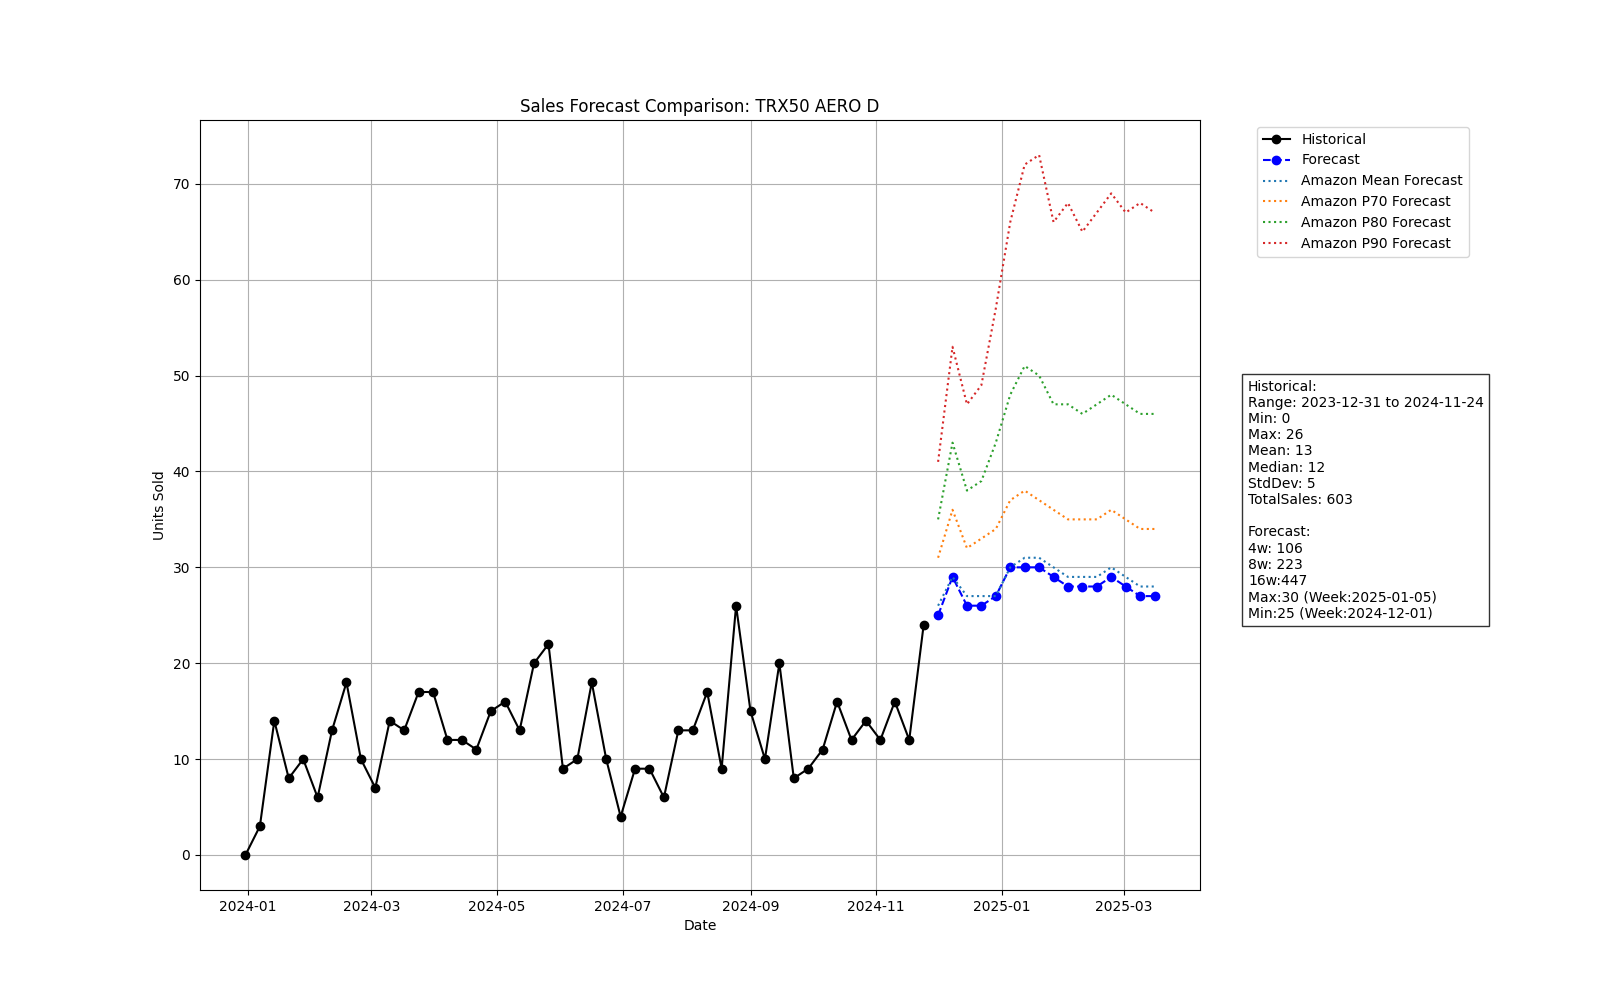 Sales Forecast Comparison: TRX50 AERO D
Units Sold
70
60
50
40
30
20
10
0
2024-01
2024-03
2024-05
2024-07
2024-09
2024-11
2025-01
2025-03
Date
Historical
Forecast
Amazon Mean Forecast
Amazon P70 Forecast
Amazon P80 Forecast
Amazon P90 Forecast
Historical:
Range: 2023-12-31 to 2024-11-24
Min: 0
Max: 26
Mean: 13
Median: 12
StdDev: 5
TotalSales: 603
Forecast:
4w: 106
8w: 223
16w:447
Max:30 (Week:2025-01-05)
Min:25 (Week:2024-12-01)